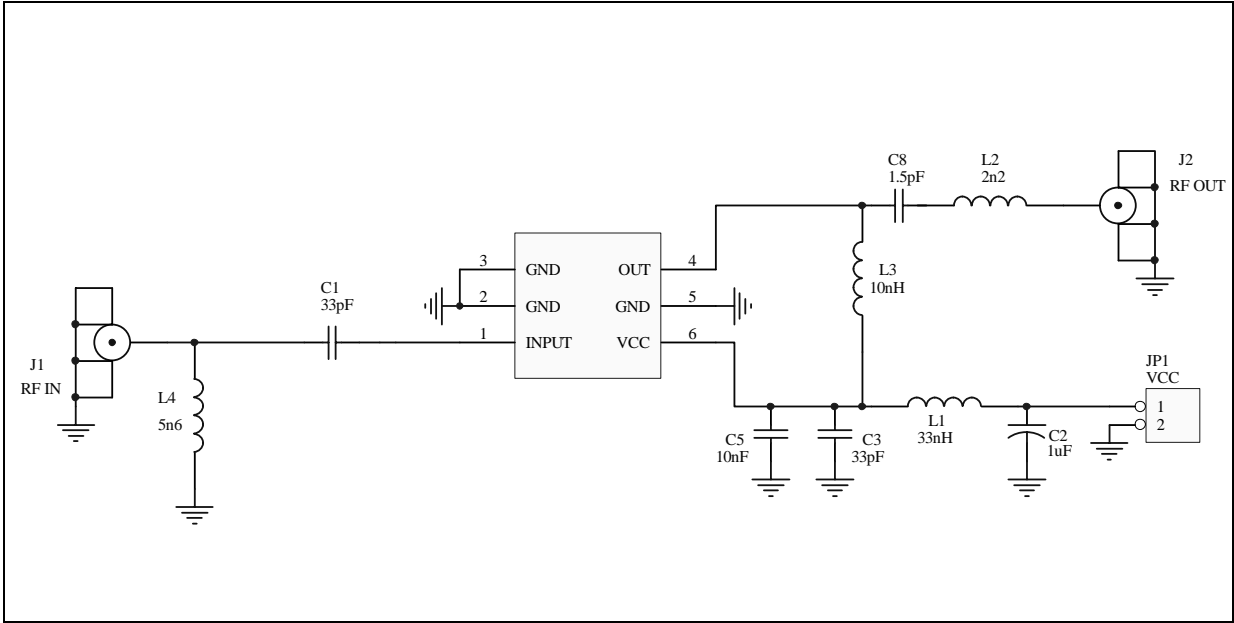 C8
1.5pF
L2
2n2
J2
RF OUT
3
GND
OUT
4
L3
10nH
C1
33pF
2
GND
GND
5
1
INPUT
VCC
6
J1
RF IN
L4
5n6
JP1
VCC
1
2
L1
33nH
C5
10nF
C3
33pF
C2
1uF